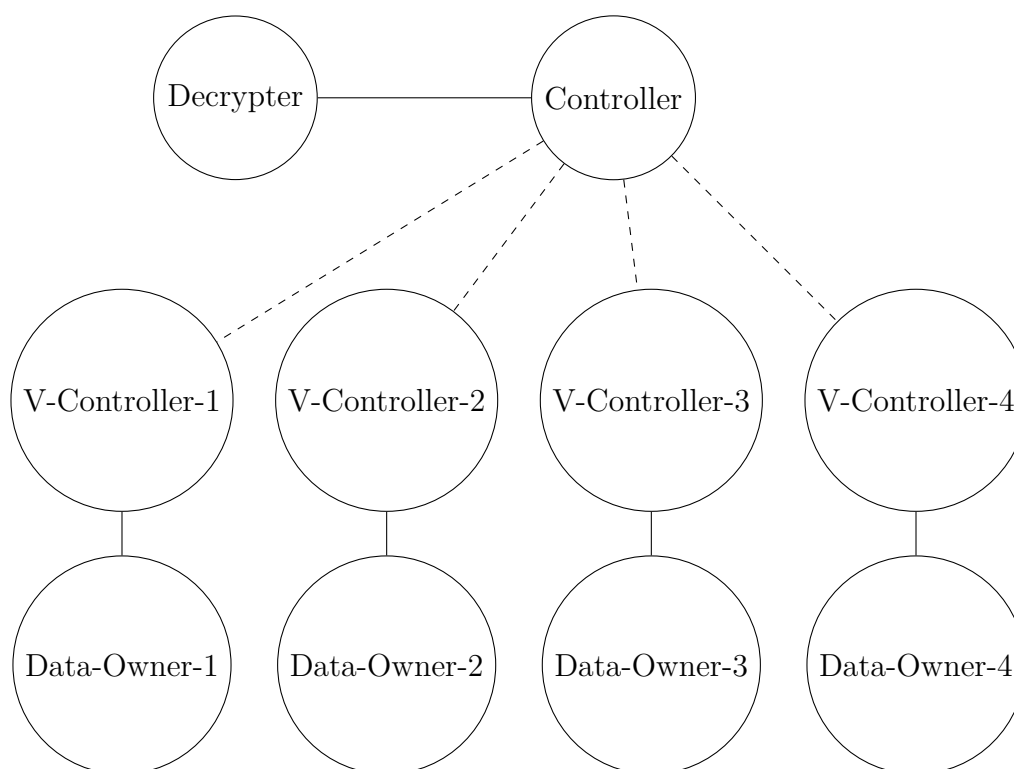 Decrypter
Controller
V-Controller-1
V-Controller-2
V-Controller-3
V-Controller-4
Data-Owner-1
Data-Owner-2
Data-Owner-3
Data-Owner-4